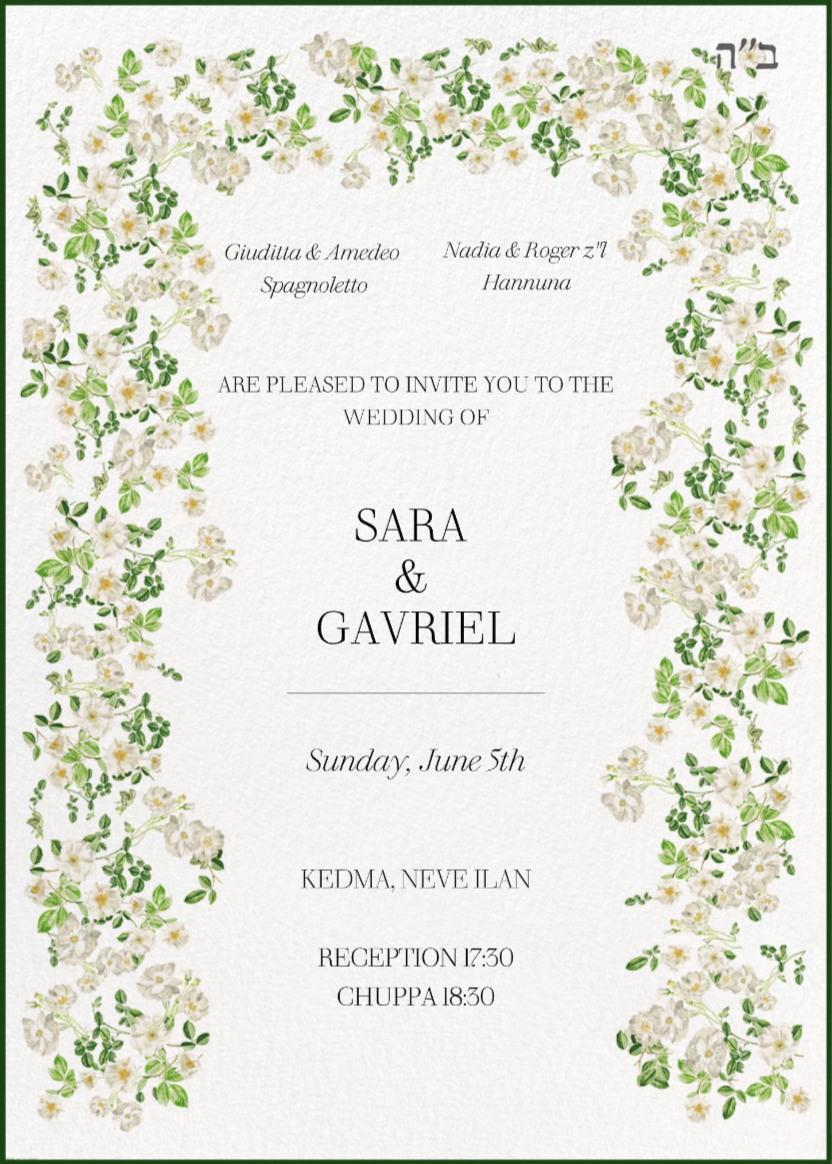 ב"ה
Giuditta & Amedeo
Spagnoletto
Nadia & Roger z"l
Hannuna
ARE PLEASED TO INVITE YOU TO THE
WEDDING OF
SARA
&
GAVRIEL
Sunday, June 5th
KEDMA, NEVE ILAN
RECEPTION 17:30
CHUPPA 18:30